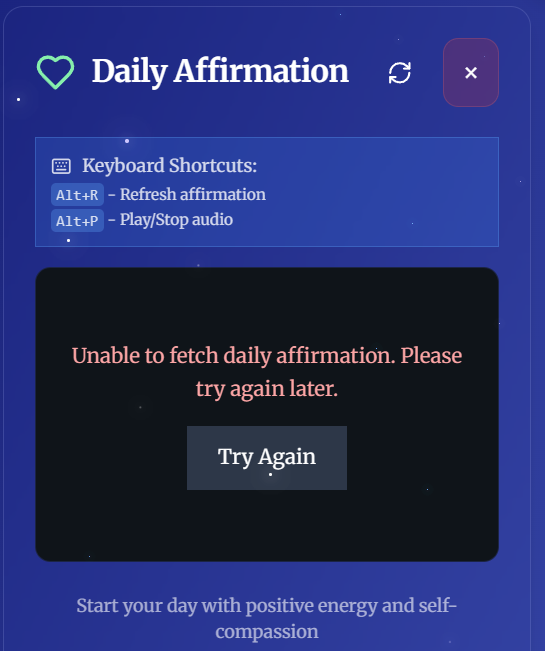 Daily Affirmation
×
Keyboard Shortcuts:
Alt+R - Refresh affirmation
Alt+P - Play/Stop audio
Unable to fetch daily affirmation. Please
try again later.
Try Again
Start your day with positive energy and self-
compassion